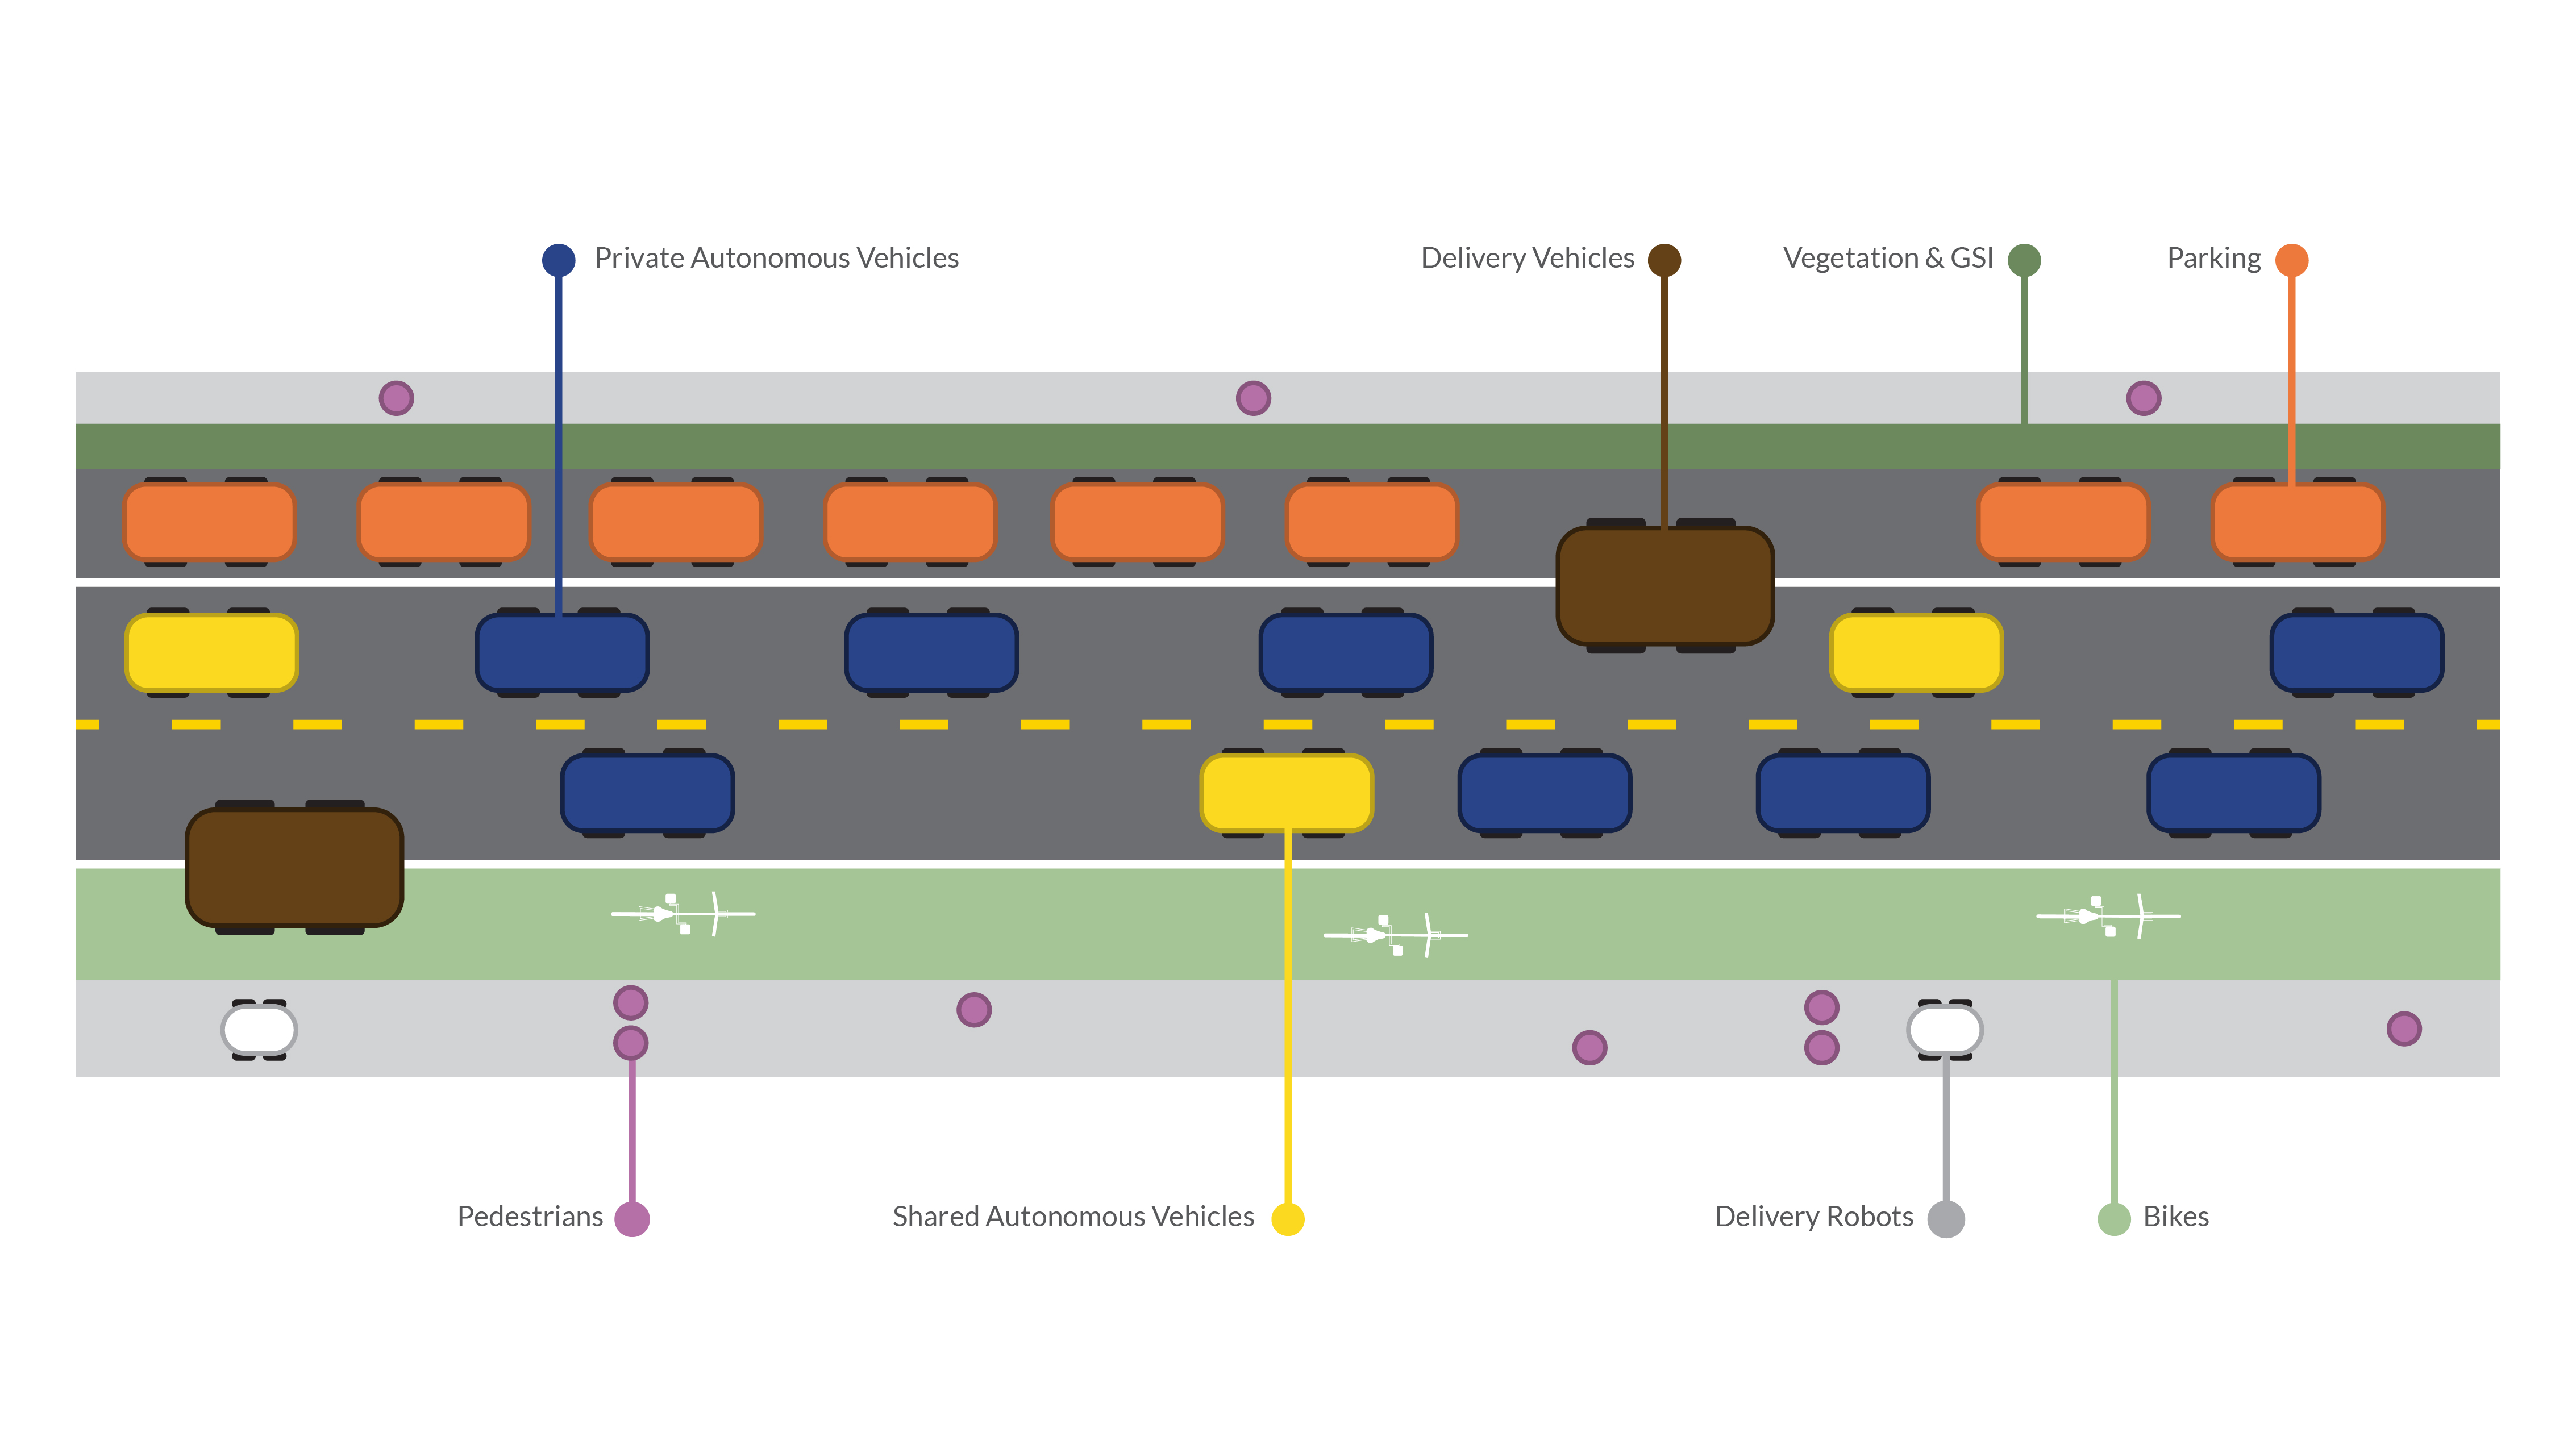 Private Autonomous Vehicles
Delivery Vehicles
Vegetation & GSI
Parking
Pedestrians
Shared Autonomous Vehicles
Delivery Robots
Bikes